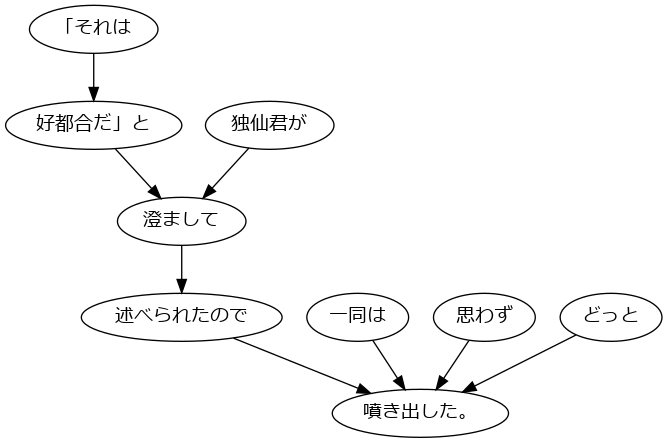 「それは
好都合だ」と
独仙君が
澄まして
述べられたので
一同は
思わず
どっと
噴き出した。